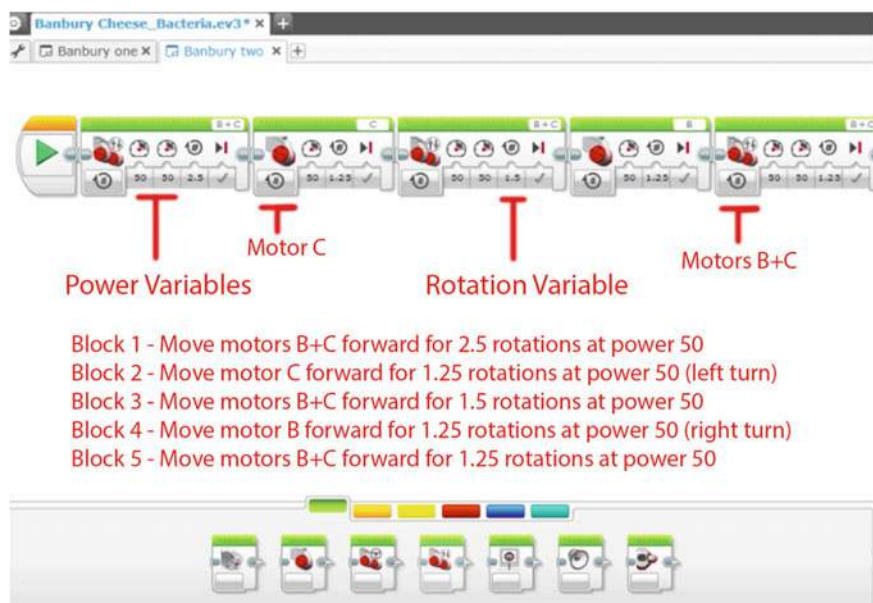 Banbury Cheese_Bacteria.ev3* × +
Banbury one × Banbury two × +
B+C C B+C B B+C
50 50 2.5 50 1.25 50 50 1.5 50 1.25 50 50 1.25
Motor C
Motors B+C
Power Variables
Rotation Variable
Block 1 - Move motors B+C forward for 2.5 rotations at power 50
Block 2 - Move motor C forward for 1.25 rotations at power 50 (left turn)
Block 3 - Move motors B+C forward for 1.5 rotations at power 50
Block 4 - Move motor B forward for 1.25 rotations at power 50 (right turn)
Block 5 - Move motors B+C forward for 1.25 rotations at power 50